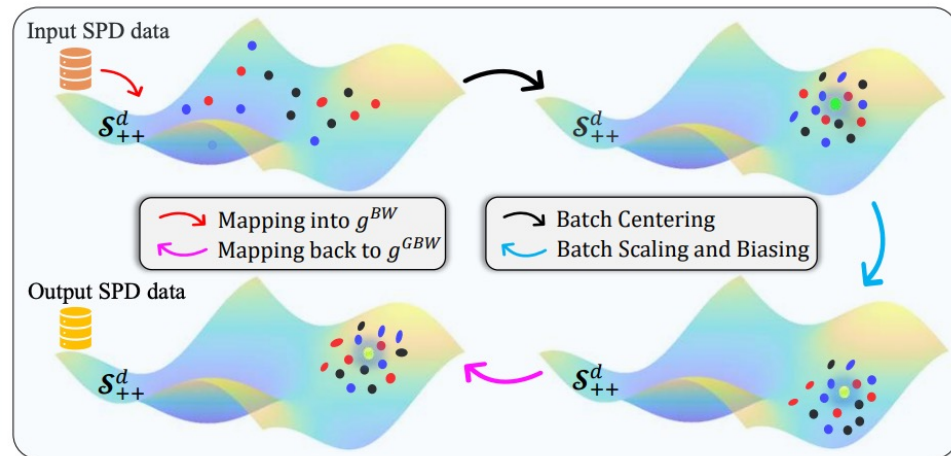 Input SPD data
𝓢^d_{++}
𝓢^d_{++}
Mapping into g^{BW}
Mapping back to g^{GBW}
Batch Centering
Batch Scaling and Biasing
Output SPD data
𝓢^d_{++}
𝓢^d_{++}